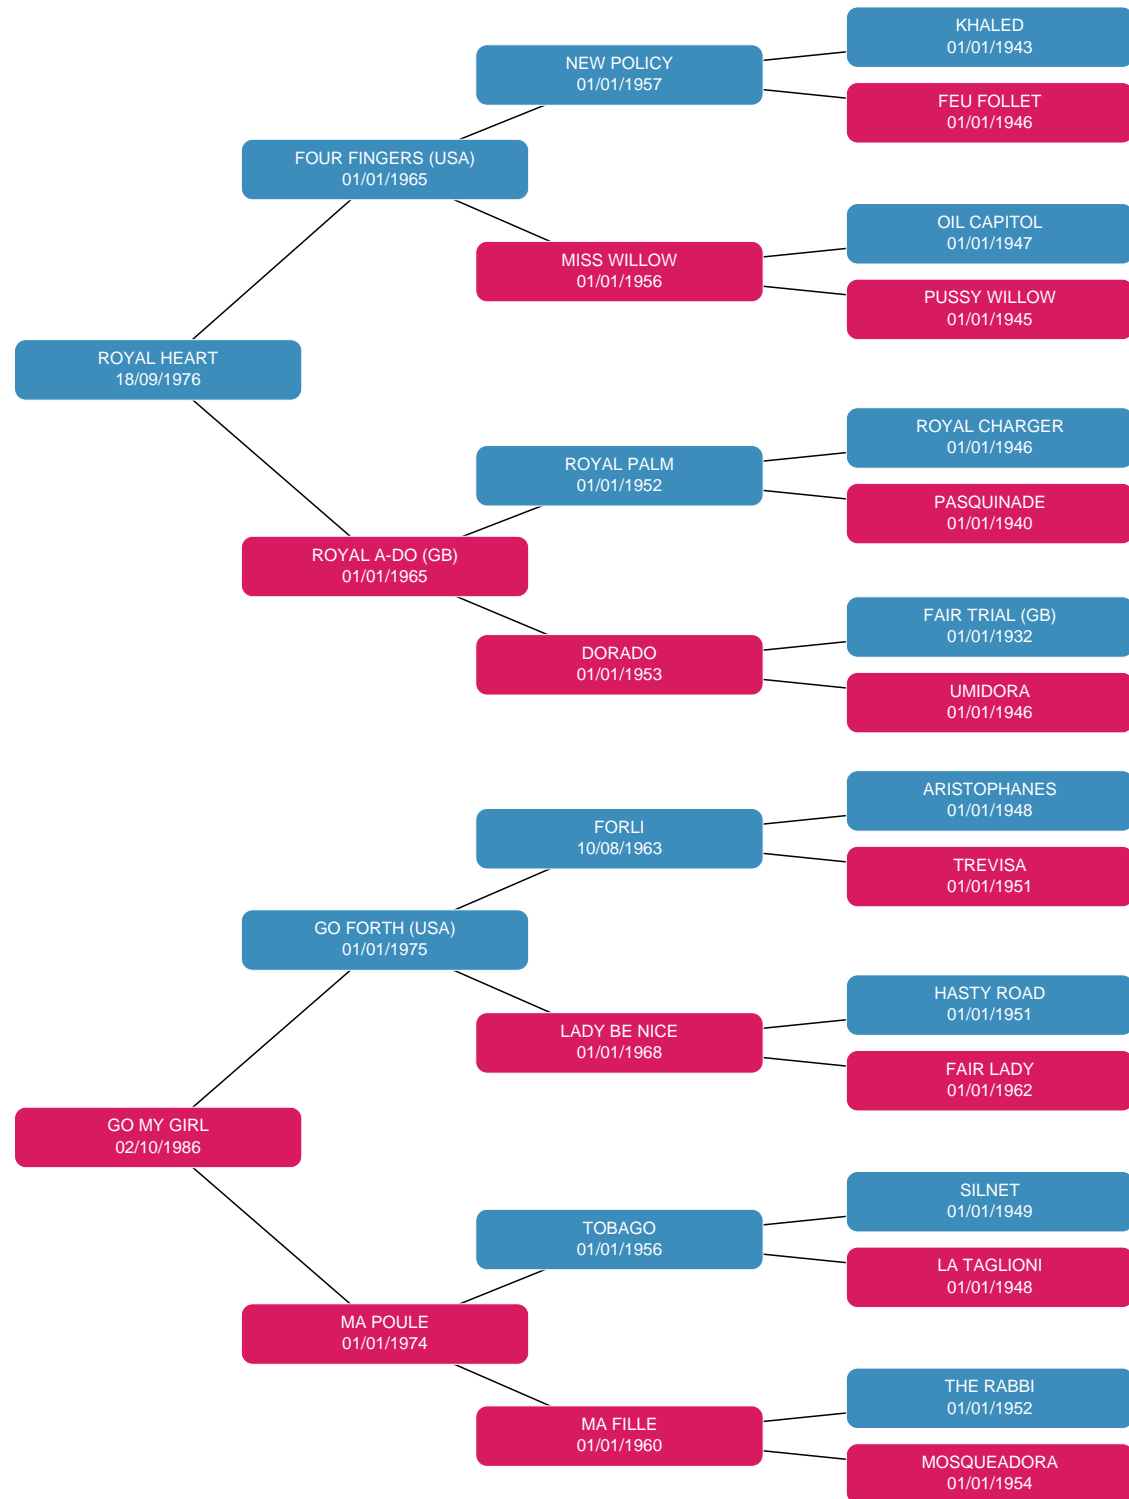 KHALED
01/01/1943
NEW POLICY
01/01/1957
FEU FOLLET
01/01/1946
FOUR FINGERS (USA)
01/01/1965
OIL CAPITOL
01/01/1947
MISS WILLOW
01/01/1956
PUSSY WILLOW
01/01/1945
ROYAL HEART
18/09/1976
ROYAL CHARGER
01/01/1946
ROYAL PALM
01/01/1952
PASQUINADE
01/01/1940
ROYAL A-DO (GB)
01/01/1965
FAIR TRIAL (GB)
01/01/1932
DORADO
01/01/1953
UMIDORA
01/01/1946
ARISTOPHANES
01/01/1948
FORLI
10/08/1963
TREVISA
01/01/1951
GO FORTH (USA)
01/01/1975
HASTY ROAD
01/01/1951
LADY BE NICE
01/01/1968
FAIR LADY
01/01/1962
GO MY GIRL
02/10/1986
SILNET
01/01/1949
TOBAGO
01/01/1956
LA TAGLIONI
01/01/1948
MA POULE
01/01/1974
THE RABBI
01/01/1952
MA FILLE
01/01/1960
MOSQUEADORA
01/01/1954